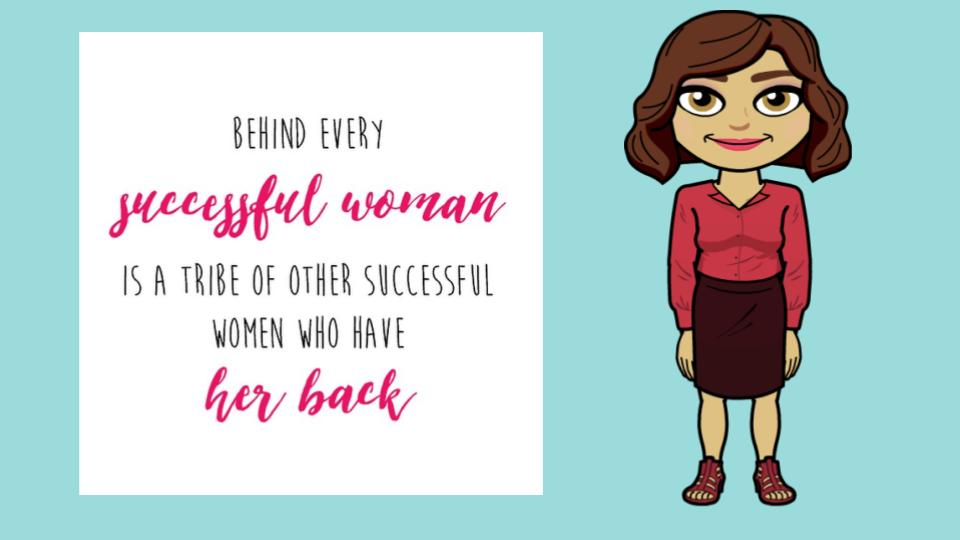 BEHIND EVERY
successful woman
IS A TRIBE OF OTHER SUCCESSFUL
WOMEN WHO HAVE
her back